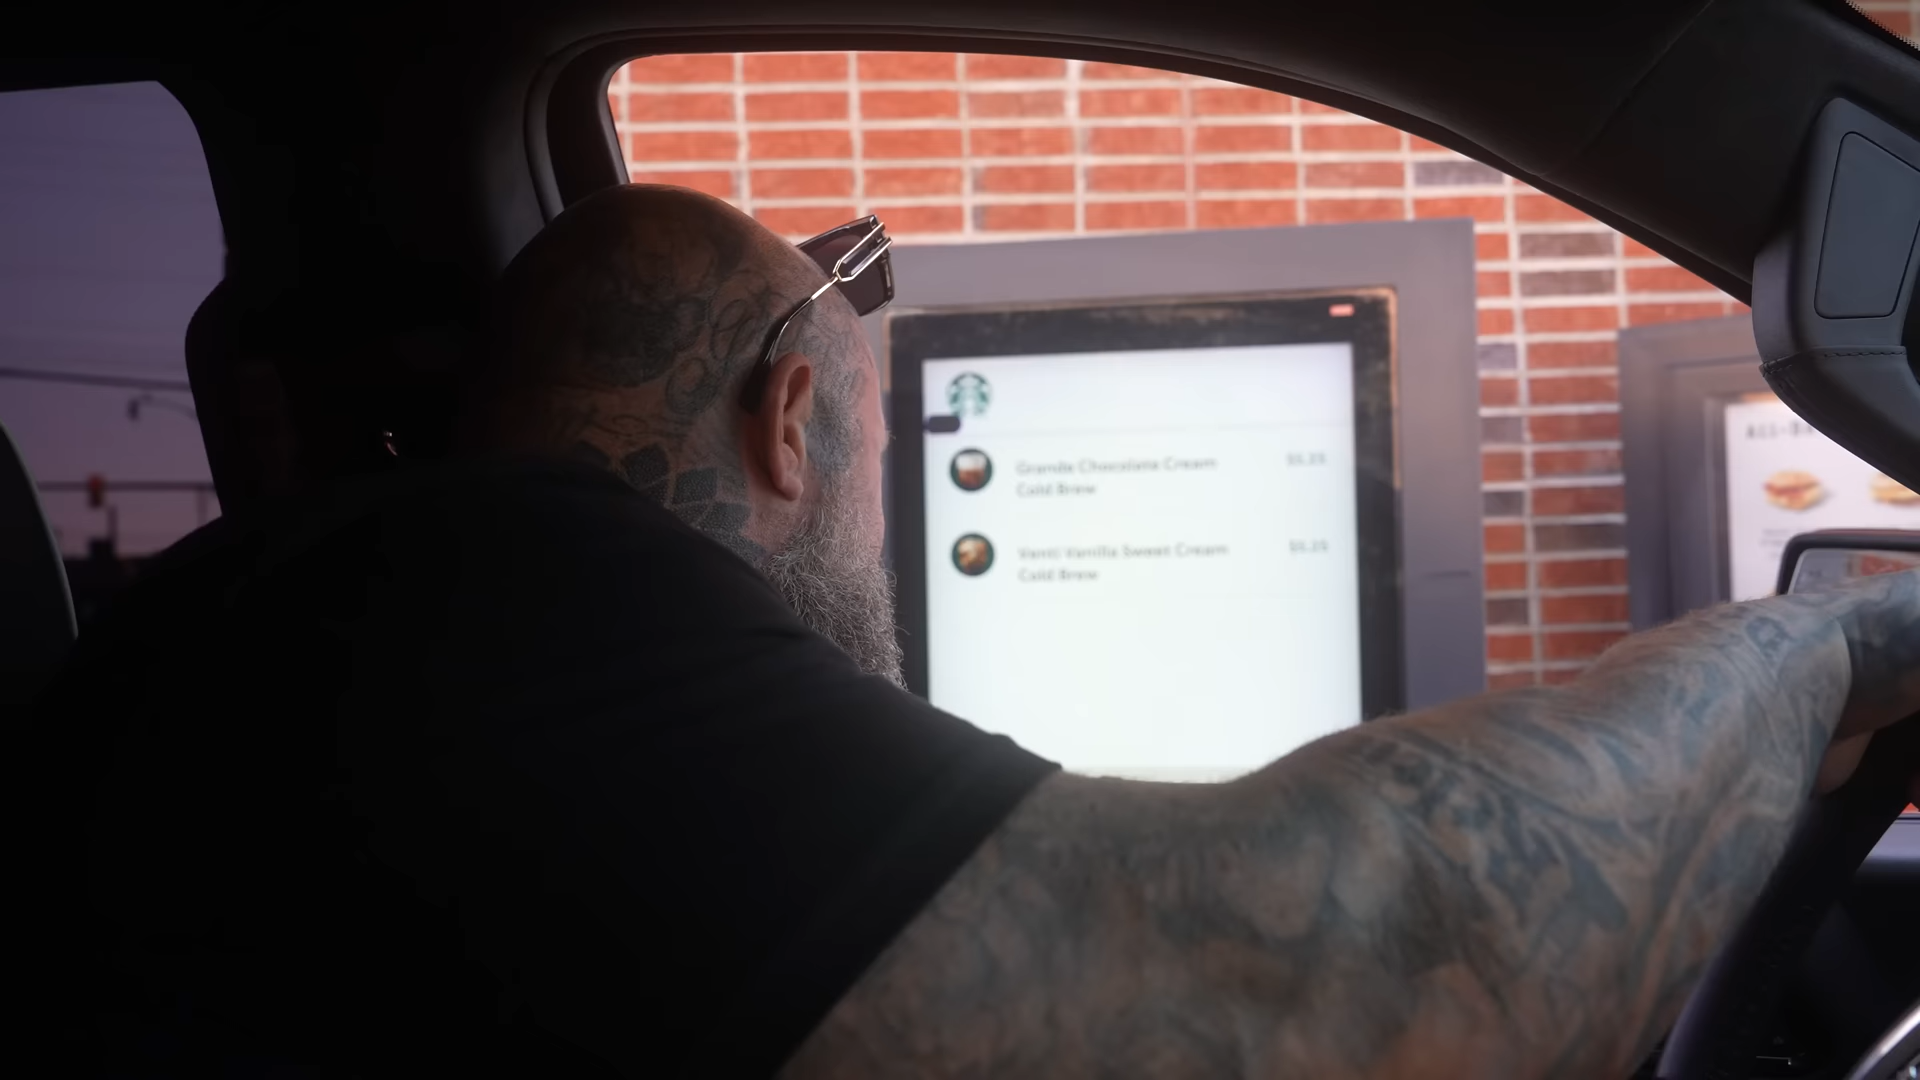 Grande Chocolate Cream
Cold Brew
Venti Vanilla Sweet Cream
Cold Brew